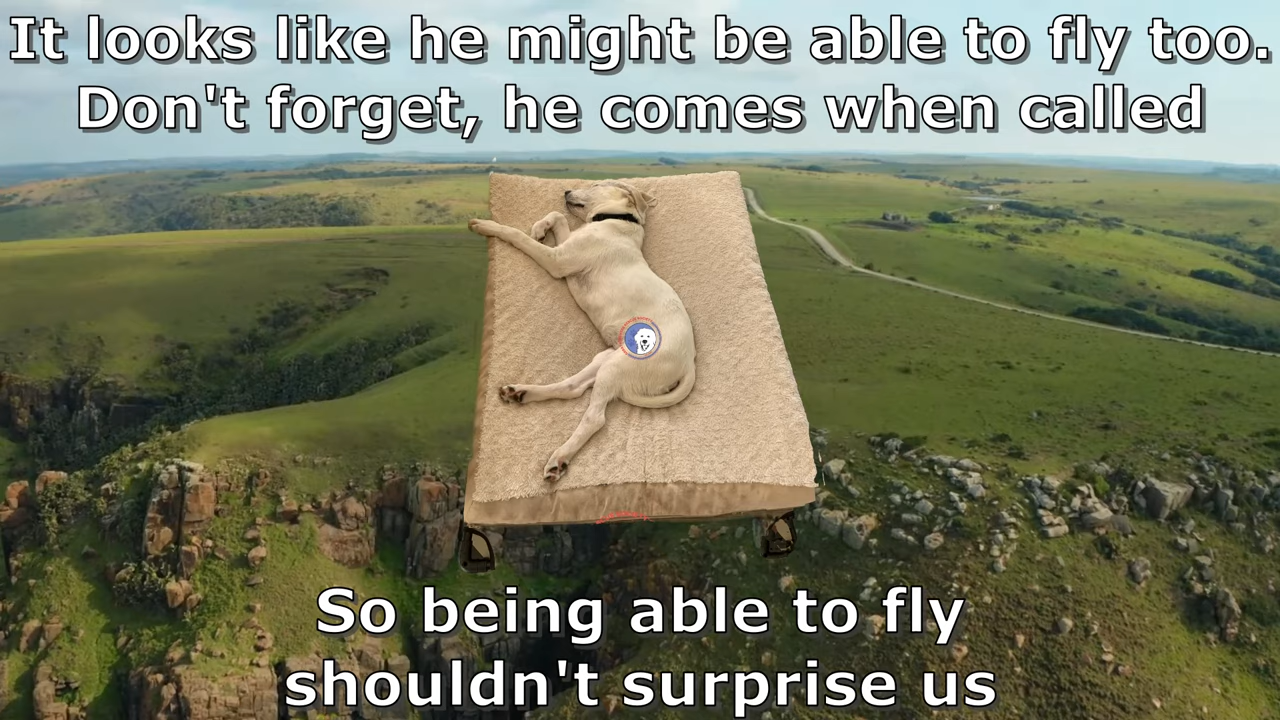 It looks like he might be able to fly too.
Don't forget, he comes when called
So being able to fly
shouldn't surprise us